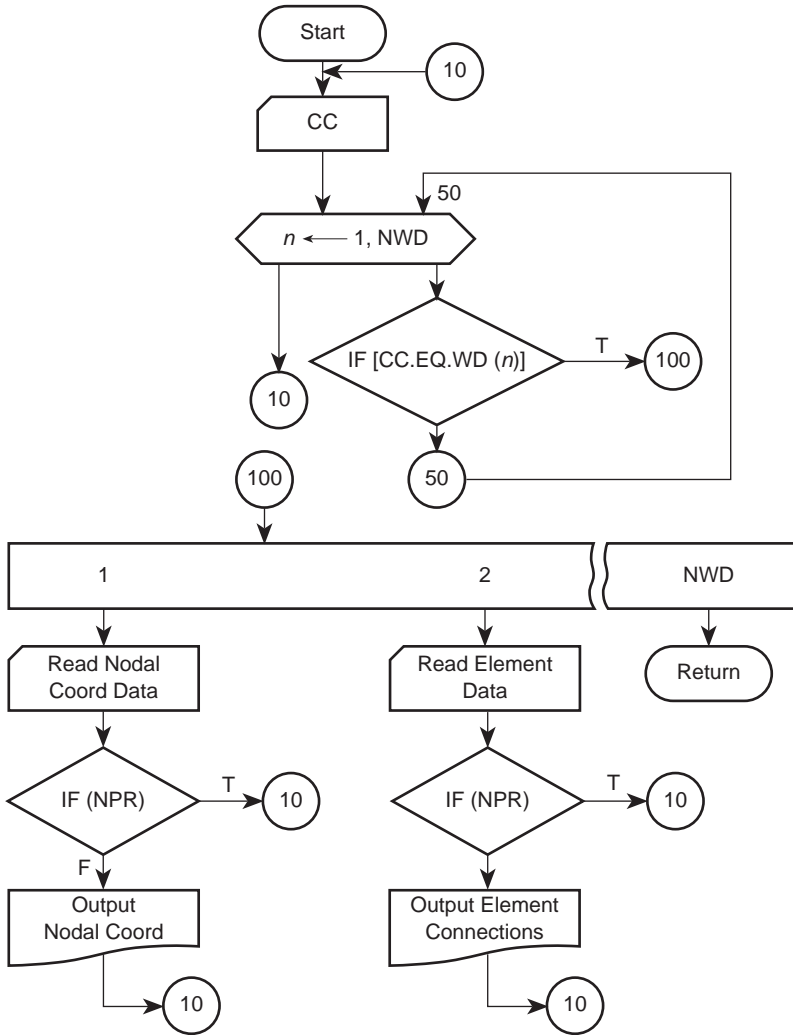 Start
10
CC
50
n ← 1, NWD
IF [CC.EQ.WD (n)]
T
100
10
50
100
1
2
NWD
Read Nodal
Coord Data
Read Element
Data
Return
IF (NPR)
T
10
IF (NPR)
T
10
F
Output
Nodal Coord
Output Element
Connections
10
10